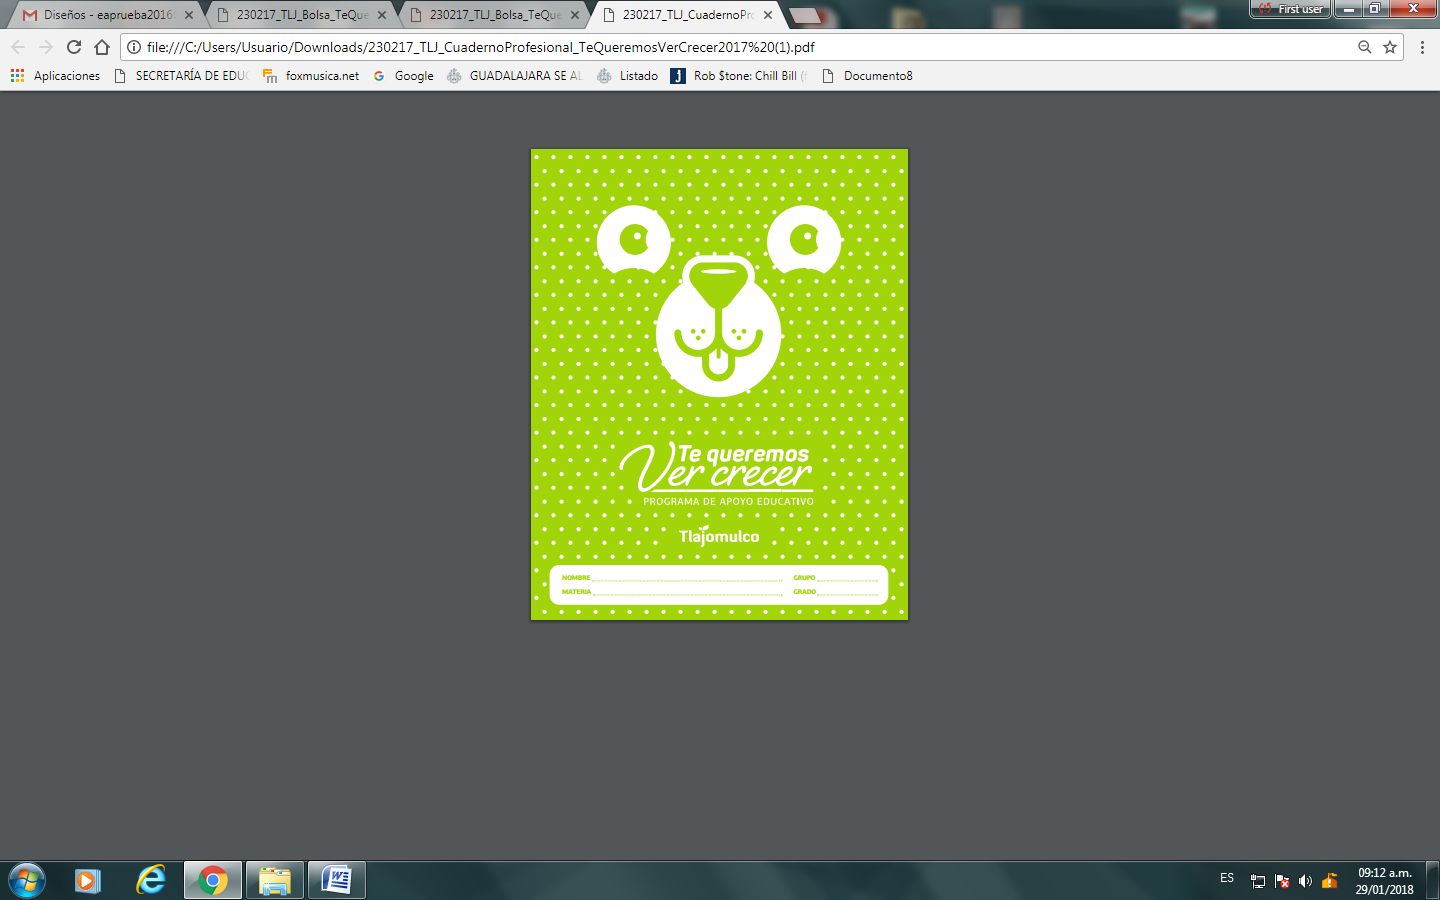 Diseños - eaprueba2016
230217_TLJ_Bolsa_TeQue
230217_TLJ_Bolsa_TeQue
230217_TLJ_CuadernoPro
First user
file:///C:/Users/Usuario/Downloads/230217_TLJ_CuadernoProfesional_TeQueremosVerCrecer2017%20(1).pdf
Aplicaciones
SECRETARÍA DE EDUC
foxmusica.net
Google
GUADALAJARA SE AL
Listado
Rob $tone: Chill Bill (f
Documento8
Te queremos
Ver crecer
PROGRAMA DE APOYO EDUCATIVO
Tlajomulco
NOMBRE
GRUPO
MATERIA
GRADO
ES
09:12 a.m.
29/01/2018